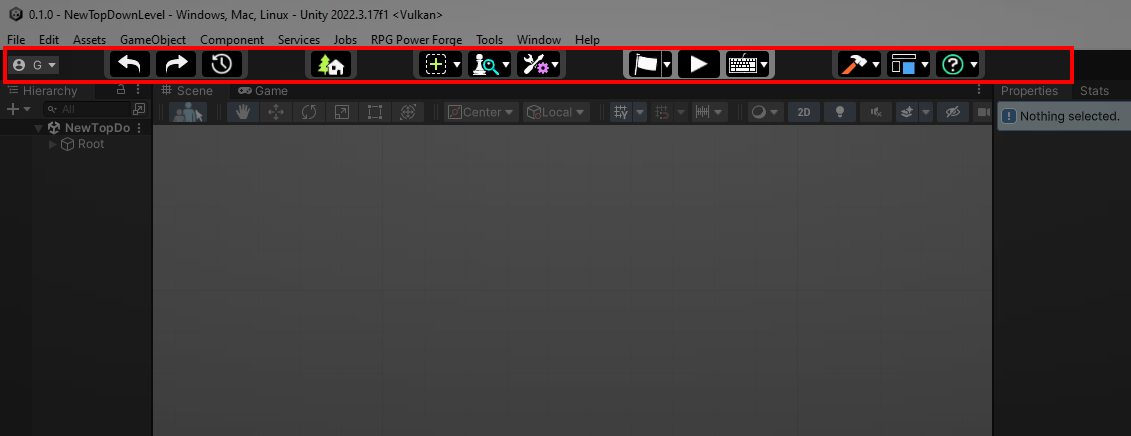 0.1.0 - NewTopDownLevel - Windows, Mac, Linux - Unity 2022.3.17f1 <Vulkan>
File Edit Assets GameObject Component Services Jobs RPG Power Forge Tools Window Help
G
Hierarchy Scene Game Properties Stats
All Center Local 2D Nothing selected.
NewTopDo
Root